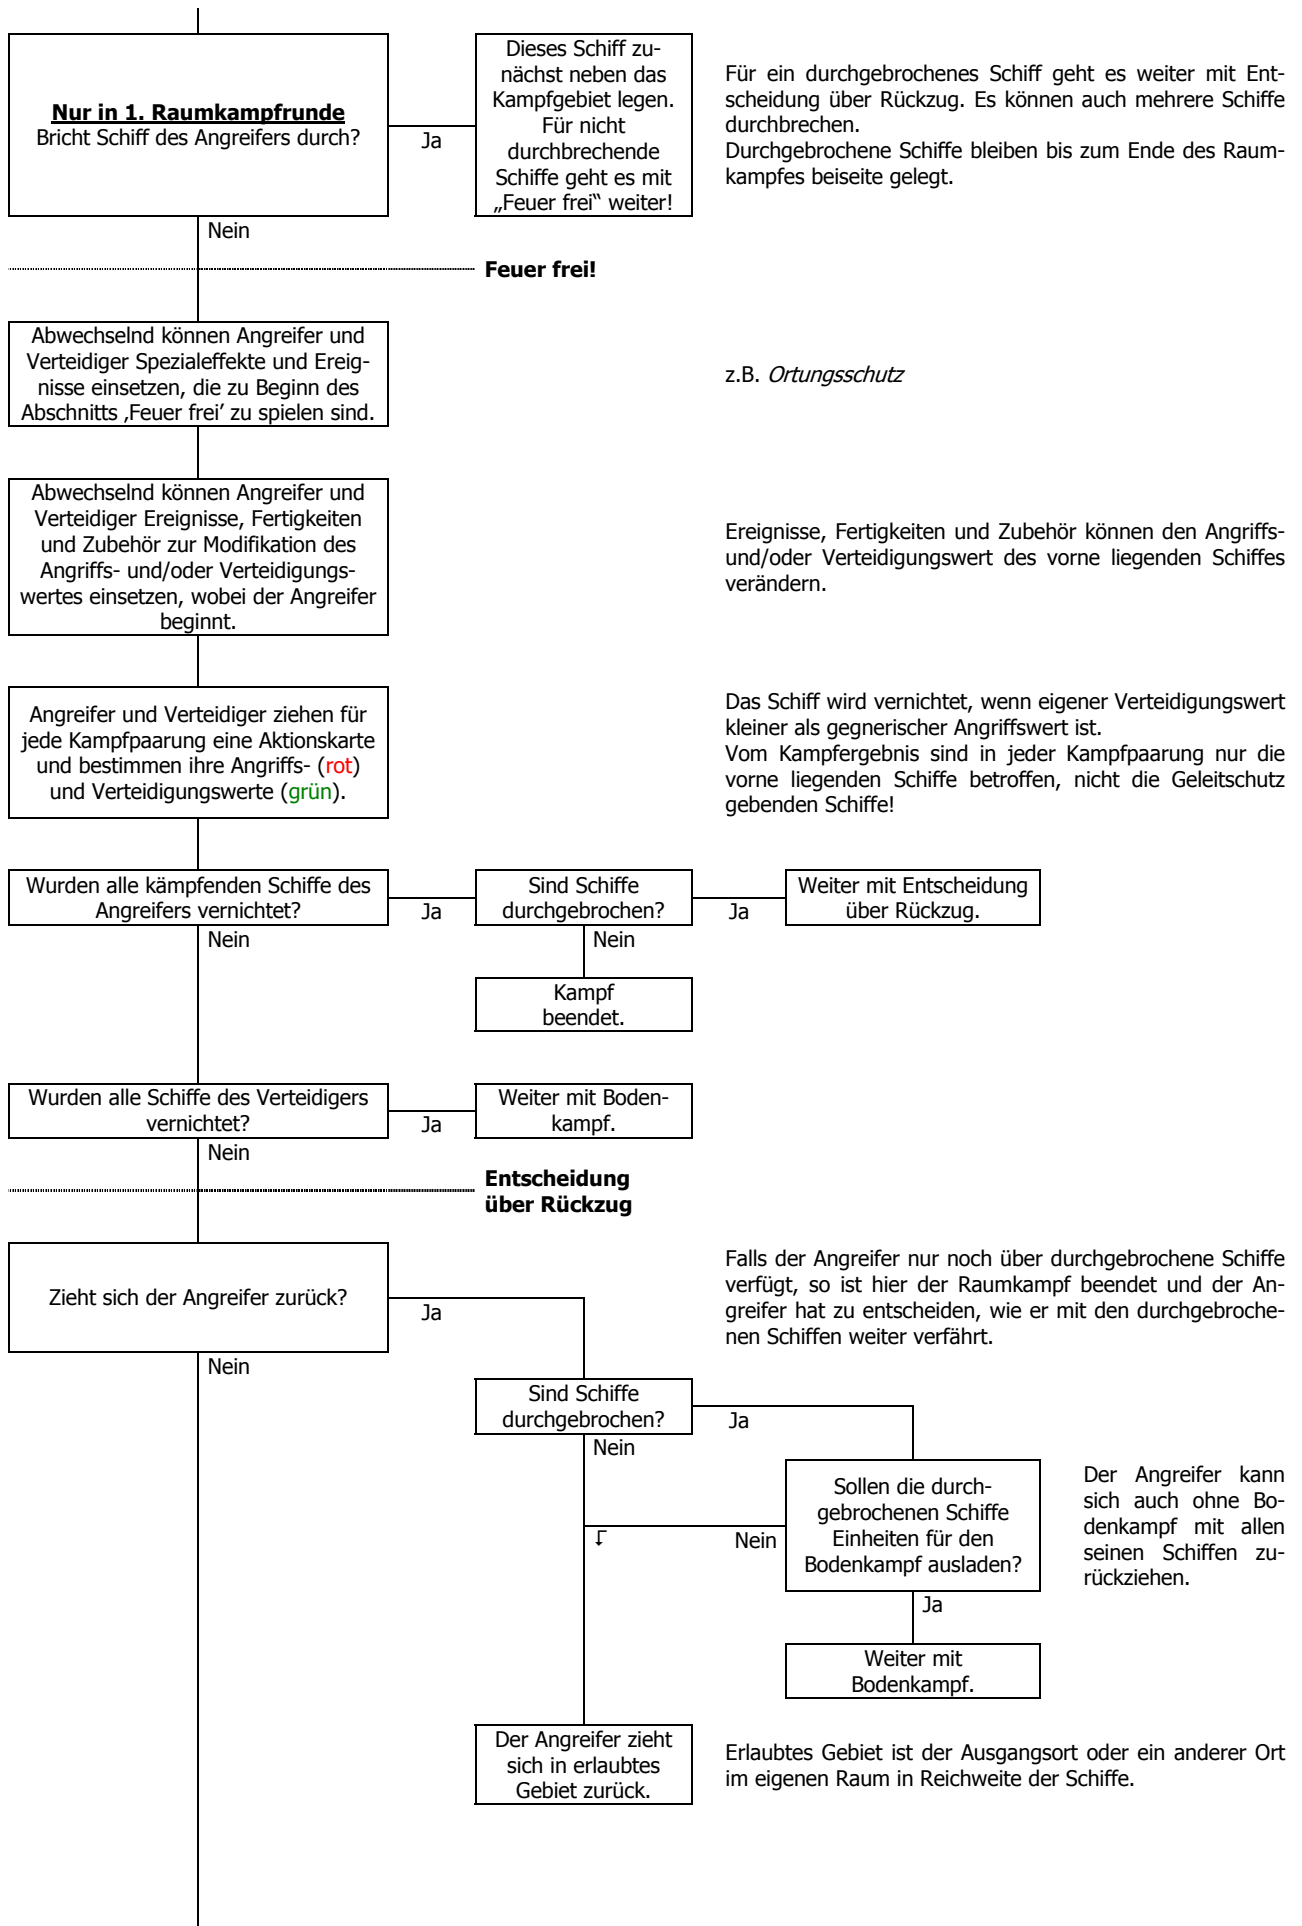 Nur in 1. Raumkampfrunde
Bricht Schiff des Angreifers durch?
Ja
Dieses Schiff zu-
nächst neben das
Kampfgebiet legen.
Für nicht
durchbrechende
Schiffe geht es mit
„Feuer frei“ weiter!
Für ein durchgebrochenes Schiff geht es weiter mit Ent-
scheidung über Rückzug. Es können auch mehrere Schiffe
durchbrechen.
Durchgebrochene Schiffe bleiben bis zum Ende des Raum-
kampfes beiseite gelegt.
Nein
Feuer frei!
Abwechselnd können Angreifer und
Verteidiger Spezialeffekte und Ereig-
nisse einsetzen, die zu Beginn des
Abschnitts ‚Feuer frei’ zu spielen sind.
z.B. Ortungsschutz
Abwechselnd können Angreifer und
Verteidiger Ereignisse, Fertigkeiten
und Zubehör zur Modifikation des
Angriffs- und/oder Verteidigungs-
wertes einsetzen, wobei der Angreifer
beginnt.
Ereignisse, Fertigkeiten und Zubehör können den Angriffs-
und/oder Verteidigungswert des vorne liegenden Schiffes
verändern.
Angreifer und Verteidiger ziehen für
jede Kampfpaarung eine Aktionskarte
und bestimmen ihre Angriffs- (rot)
und Verteidigungswerte (grün).
Das Schiff wird vernichtet, wenn eigener Verteidigungswert
kleiner als gegnerischer Angriffswert ist.
Vom Kampfergebnis sind in jeder Kampfpaarung nur die
vorne liegenden Schiffe betroffen, nicht die Geleitschutz
gebenden Schiffe!
Wurden alle kämpfenden Schiffe des
Angreifers vernichtet?
Ja
Sind Schiffe
durchgebrochen?
Ja
Weiter mit Entscheidung
über Rückzug.
Nein
Nein
Kampf
beendet.
Wurden alle Schiffe des Verteidigers
vernichtet?
Ja
Weiter mit Boden-
kampf.
Nein
Entscheidung
über Rückzug
Zieht sich der Angreifer zurück?
Ja
Falls der Angreifer nur noch über durchgebrochene Schiffe
verfügt, so ist hier der Raumkampf beendet und der An-
greifer hat zu entscheiden, wie er mit den durchgebroche-
nen Schiffen weiter verfährt.
Nein
Sind Schiffe
durchgebrochen?
Ja
Nein
Sollen die durch-
gebrochenen Schiffe
Einheiten für den
Bodenkampf ausladen?
Nein
Der Angreifer kann
sich auch ohne Bo-
denkampf mit allen
seinen Schiffen zu-
rückziehen.
Ja
Weiter mit
Bodenkampf.
Der Angreifer zieht
sich in erlaubtes
Gebiet zurück.
Erlaubtes Gebiet ist der Ausgangsort oder ein anderer Ort
im eigenen Raum in Reichweite der Schiffe.